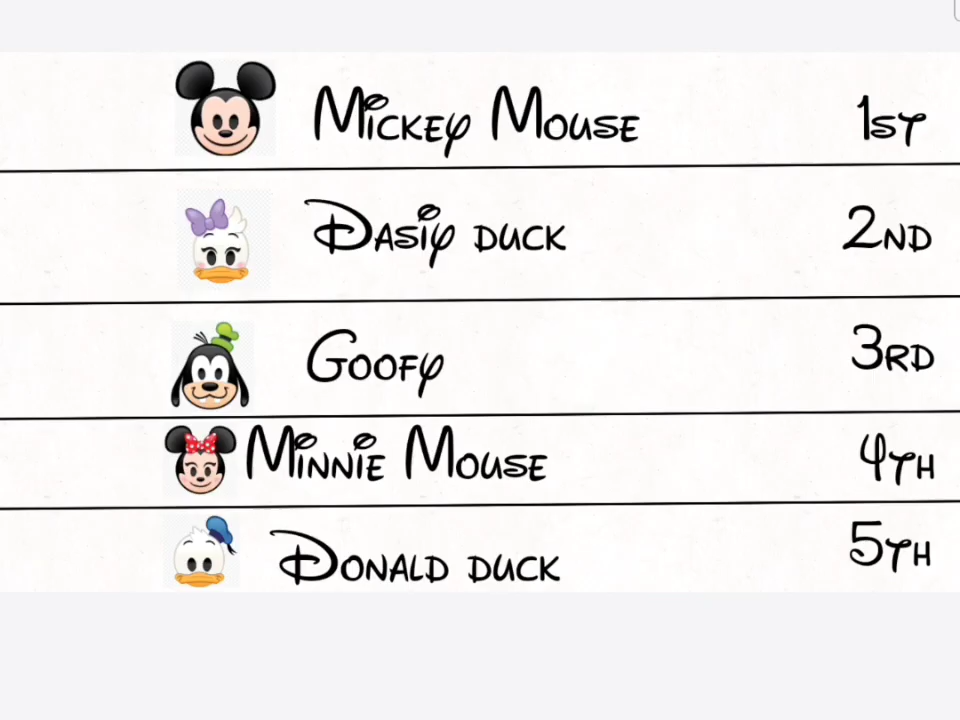 Mickey Mouse 1st
Dasiy duck 2nd
Goofy 3rd
Minnie Mouse 4th
Donald duck 5th